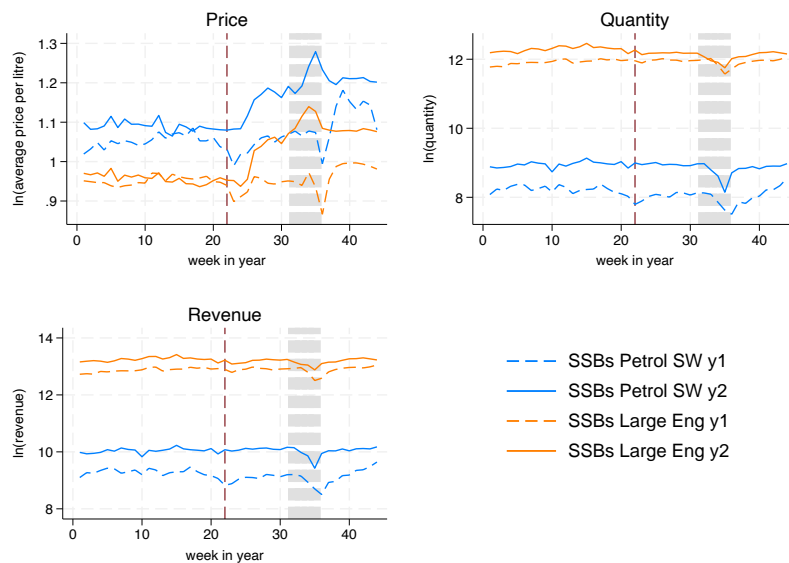 Price
ln(average price per litre)
1.3
1.2
1.1
1
.9
0 10 20 30 40
week in year
Quantity
ln(quantity)
12
10
8
0 10 20 30 40
week in year
Revenue
ln(revenue)
14
12
10
8
0 10 20 30 40
week in year
SSBs Petrol SW y1
SSBs Petrol SW y2
SSBs Large Eng y1
SSBs Large Eng y2